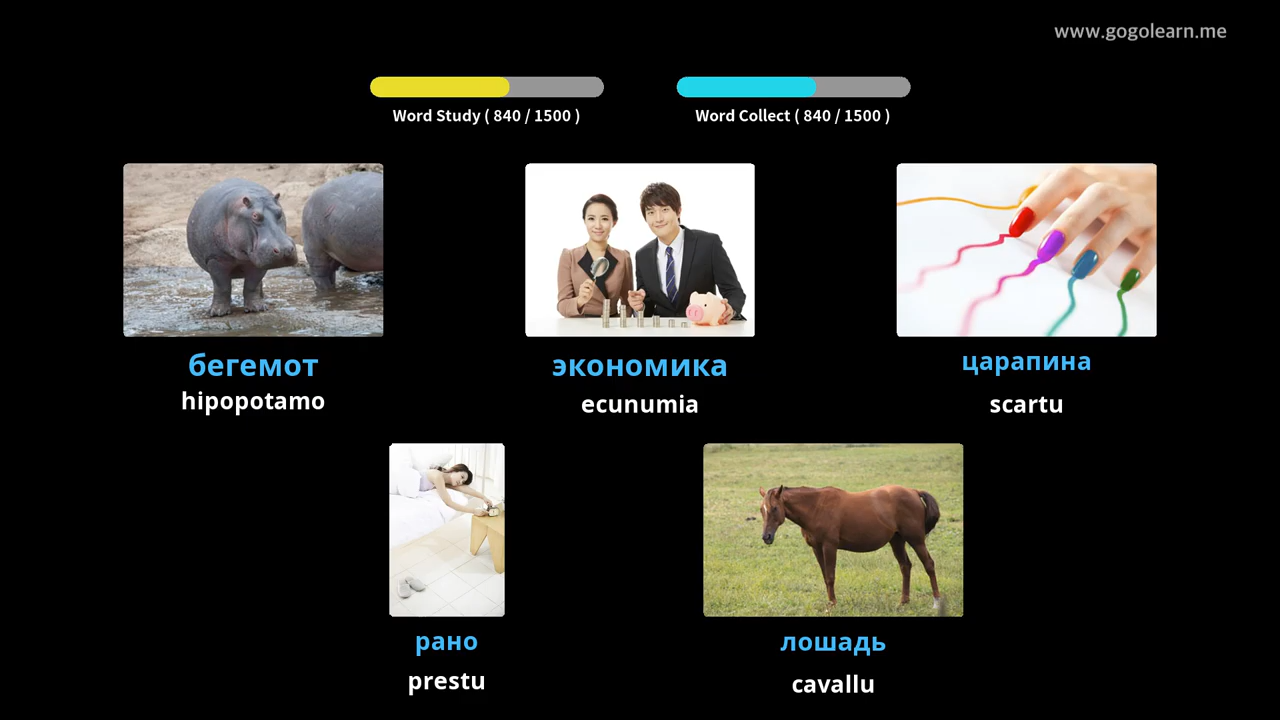 www.gogolearn.me
Word Study ( 840 / 1500 )
Word Collect ( 840 / 1500 )
бегемот
hipopotamo
экономика
ecunumia
царапина
scartu
рано
prestu
лошадь
cavallu